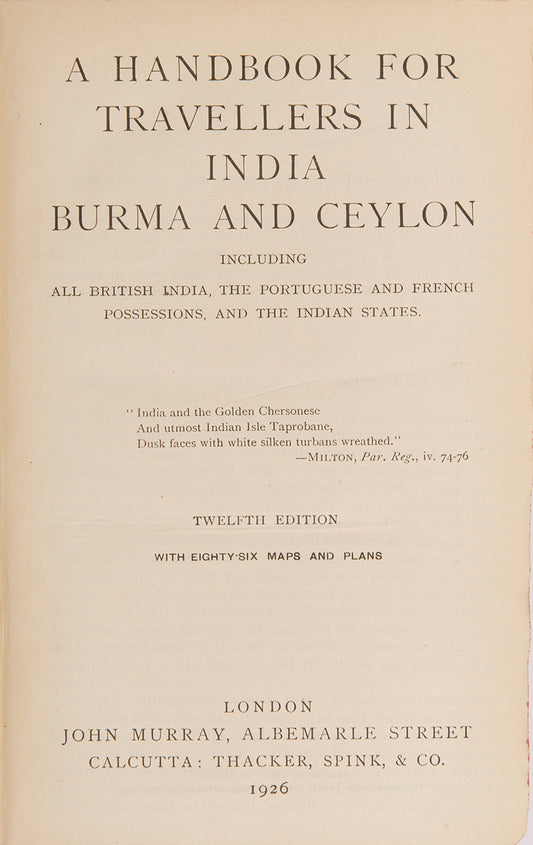 A HANDBOOK FOR
TRAVELLERS IN
INDIA
BURMA AND CEYLON
INCLUDING
ALL BRITISH INDIA, THE PORTUGUESE AND FRENCH
POSSESSIONS, AND THE INDIAN STATES.
“India and the Golden Chersonese
And utmost Indian Isle Taprobane,
Dusk faces with white silken turbans wreathed.”
—MILTON, Par. Reg., iv. 74-76
TWELFTH EDITION
WITH EIGHTY-SIX MAPS AND PLANS
LONDON
JOHN MURRAY, ALBEMARLE STREET
CALCUTTA: THACKER, SPINK, & CO.
1926